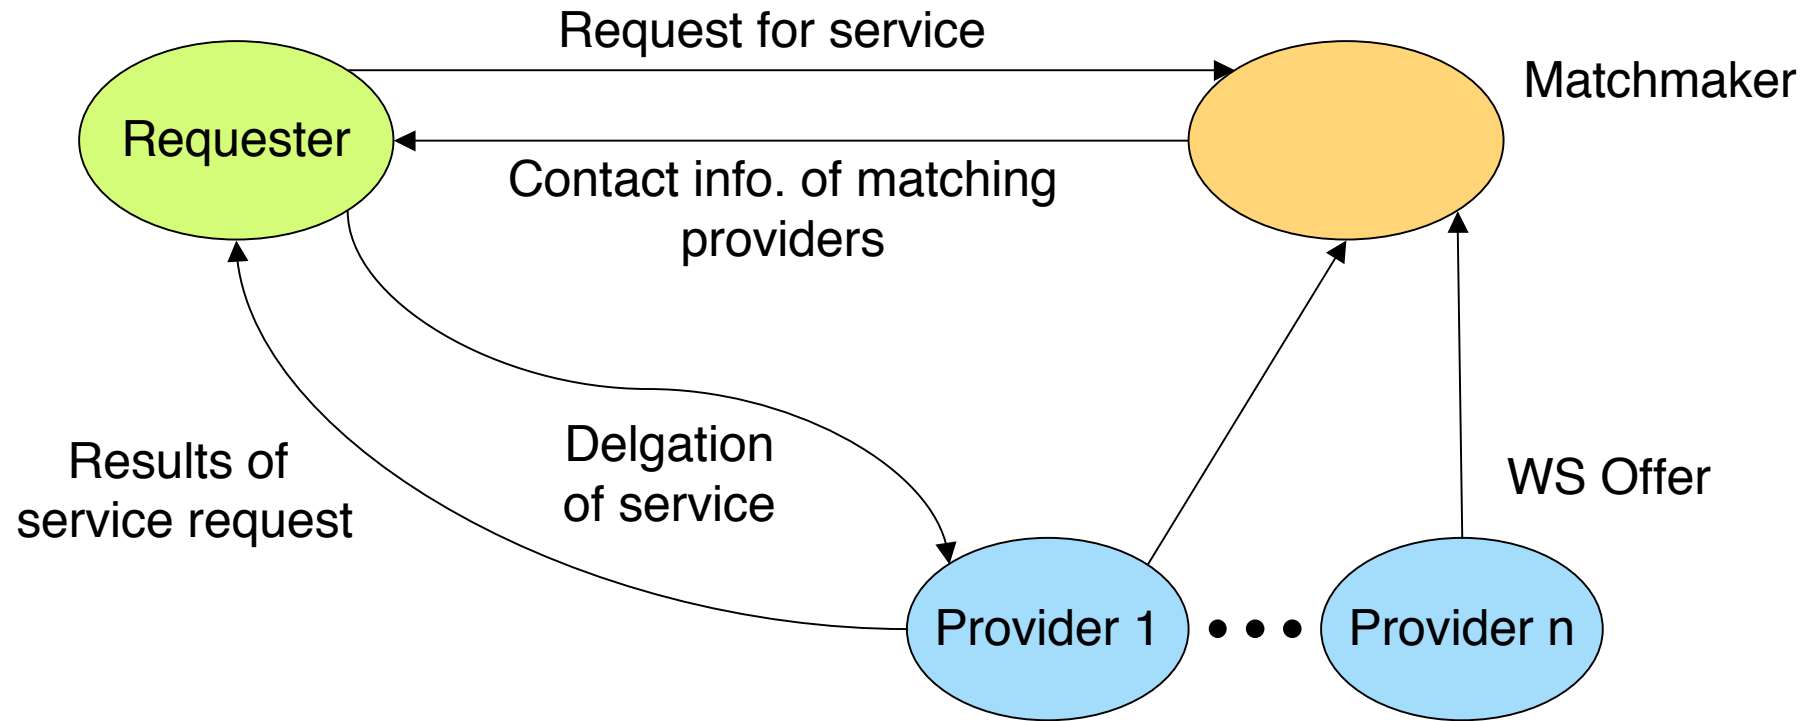 Request for service
Matchmaker
Requester
Contact info. of matching
providers
Results of
service request
Delgation
of service
WS Offer
Provider 1
Provider n